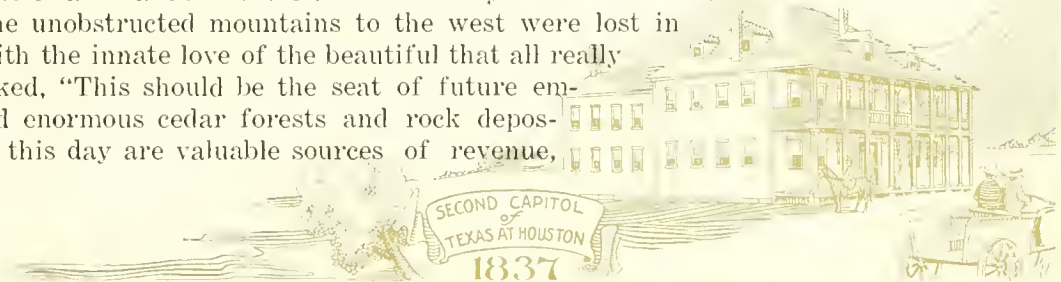 he unobstructed mountains to the west were lost in
ith the innate love of the beautiful that all really
ked, “This should be the seat of future em-
d enormous cedar forests and rock depos-
this day are valuable sources of revenue,
SECOND CAPITOL
of
TEXAS AT HOUSTON
1837